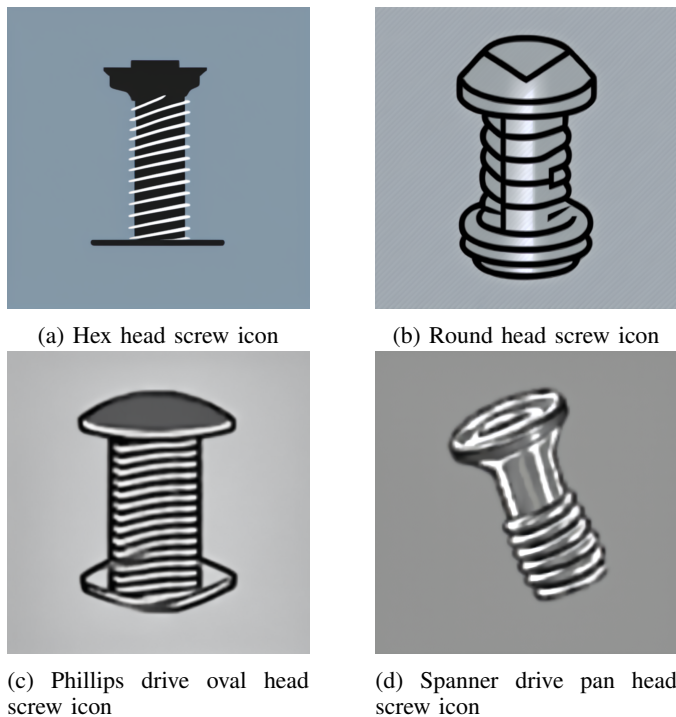 (a) Hex head screw icon
(b) Round head screw icon
(c) Phillips drive oval head
screw icon
(d) Spanner drive pan head
screw icon